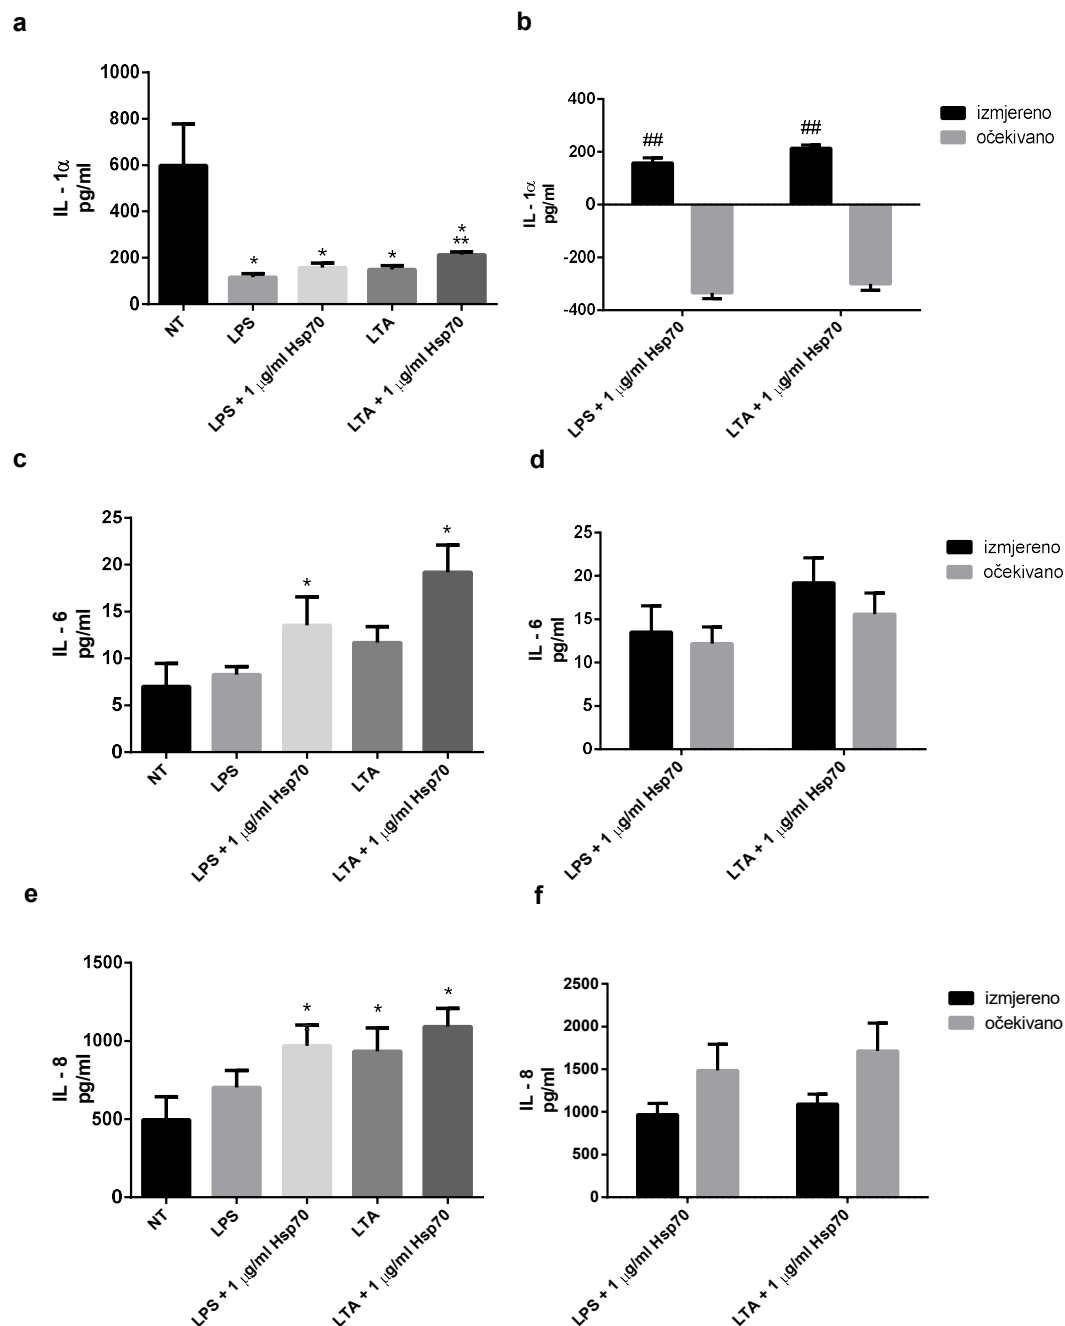 a
1000
800
600
400
200
0
IL - 1α
pg/ml
*
*
*
*
**
NT
LPS
LPS + 1 μg/ml Hsp70
LTA
LTA + 1 μg/ml Hsp70
b
400
200
0
-200
-400
IL - 1α
pg/ml
##
##
izmjereno
očekivano
LPS + 1 μg/ml Hsp70
LTA + 1 μg/ml Hsp70
c
25
20
15
10
5
0
IL - 6
pg/ml
*
*
NT
LPS
LPS + 1 μg/ml Hsp70
LTA
LTA + 1 μg/ml Hsp70
d
25
20
15
10
5
0
IL - 6
pg/ml
izmjereno
očekivano
LPS + 1 μg/ml Hsp70
LTA + 1 μg/ml Hsp70
e
1500
1000
500
0
IL - 8
pg/ml
*
*
*
NT
LPS
LPS + 1 μg/ml Hsp70
LTA
LTA + 1 μg/ml Hsp70
f
2500
2000
1500
1000
500
0
IL - 8
pg/ml
izmjereno
očekivano
LPS + 1 μg/ml Hsp70
LTA + 1 μg/ml Hsp70